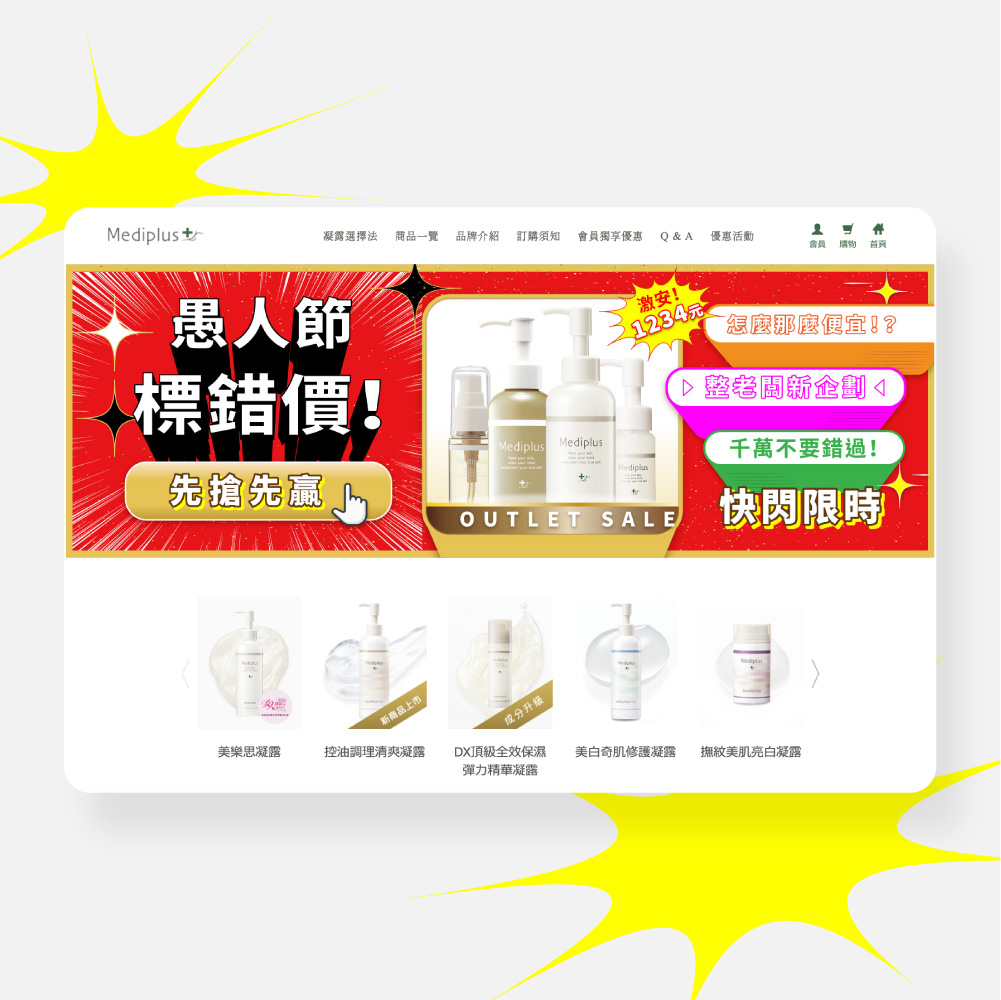 Mediplus
凝露選擇法 商品一覽 品牌介紹 訂購須知 會員獨享優惠 Q & A 優惠活動
會員 購物 首頁
愚人節
標錯價!
先搶先贏
Mediplus
Mediplus
Mediplus
OUTLET SALE
激安!
1234元
怎麼那麼便宜!?
整老闆新企劃
千萬不要錯過!
快閃限時
Mediplus
Mediplus
新商品上市
成分升級
Mediplus
Mediplus
美樂思凝露
控油調理清爽凝露
DX頂級全效保濕
彈力精華凝露
美白奇肌修護凝露
撫紋美肌亮白凝露